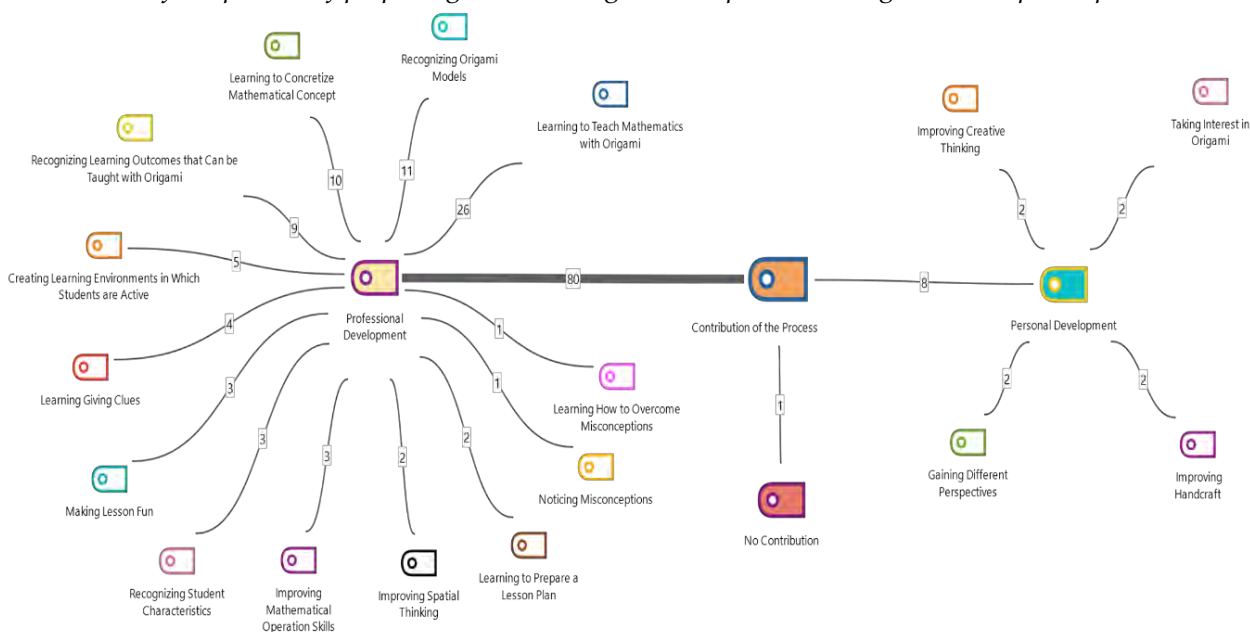 Learning to Concretize
Mathematical Concept
Recognizing Origami
Models
Learning to Teach Mathematics
with Origami
Improving Creative
Thinking
Taking Interest in
Origami
Recognizing Learning Outcomes that Can be
Taught with Origami
10
11
26
9
2
2
Creating Learning Environments in Which
Students are Active
5
80
8
Professional
Development
Contribution of the Process
Personal Development
4
1
Learning Giving Clues
3
1
Learning How to Overcome
Misconceptions
1
2
2
Making Lesson Fun
3
3
2
2
Noticing Misconceptions
Gaining Different
Perspectives
Improving
Handcraft
No Contribution
Recognizing Student
Characteristics
Improving
Mathematical
Operation Skills
Improving Spatial
Thinking
Learning to Prepare a
Lesson Plan